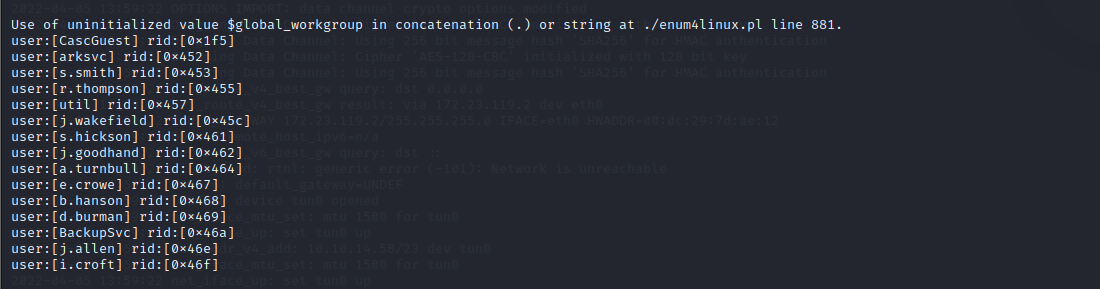 Use of uninitialized value $global_workgroup in concatenation (.) or string at ./enum4linux.pl line 881.
user:[CascGuest] rid:[0×1f5]
user:[arksvc] rid:[0×452]
user:[s.smith] rid:[0×453]
user:[r.thompson] rid:[0×455]
user:[util] rid:[0×457]
user:[j.wakefield] rid:[0×45c]
user:[s.hickson] rid:[0×461]
user:[j.goodhand] rid:[0×462]
user:[a.turnbull] rid:[0×464]
user:[e.crowe] rid:[0×467]
user:[b.hanson] rid:[0×468]
user:[d.burman] rid:[0×469]
user:[BackupSvc] rid:[0×46a]
user:[j.allen] rid:[0×46e]
user:[i.croft] rid:[0×46f]